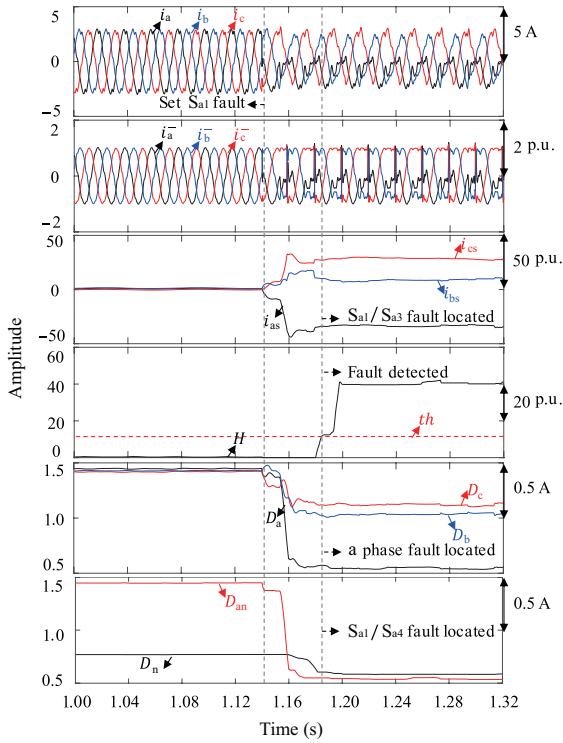 5
i_a i_b i_c
5 A
0
Set S_a1 fault
−5
2
i_a^− i_b^− i_c^−
2 p.u.
0
−2
50
i_cs
50 p.u.
0
i_bs
i_as
S_a1/S_a3 fault located
−50
60
Fault detected
40
20 p.u.
20
th
H
0
1.5
D_c
0.5 A
1.0
D_a
D_b
a phase fault located
0.5
1.5
D_an
0.5 A
S_a1/S_a4 fault located
1.0
D_n
0.5
1.00 1.04 1.08 1.12 1.16 1.20 1.24 1.28 1.32
Time (s)
Amplitude